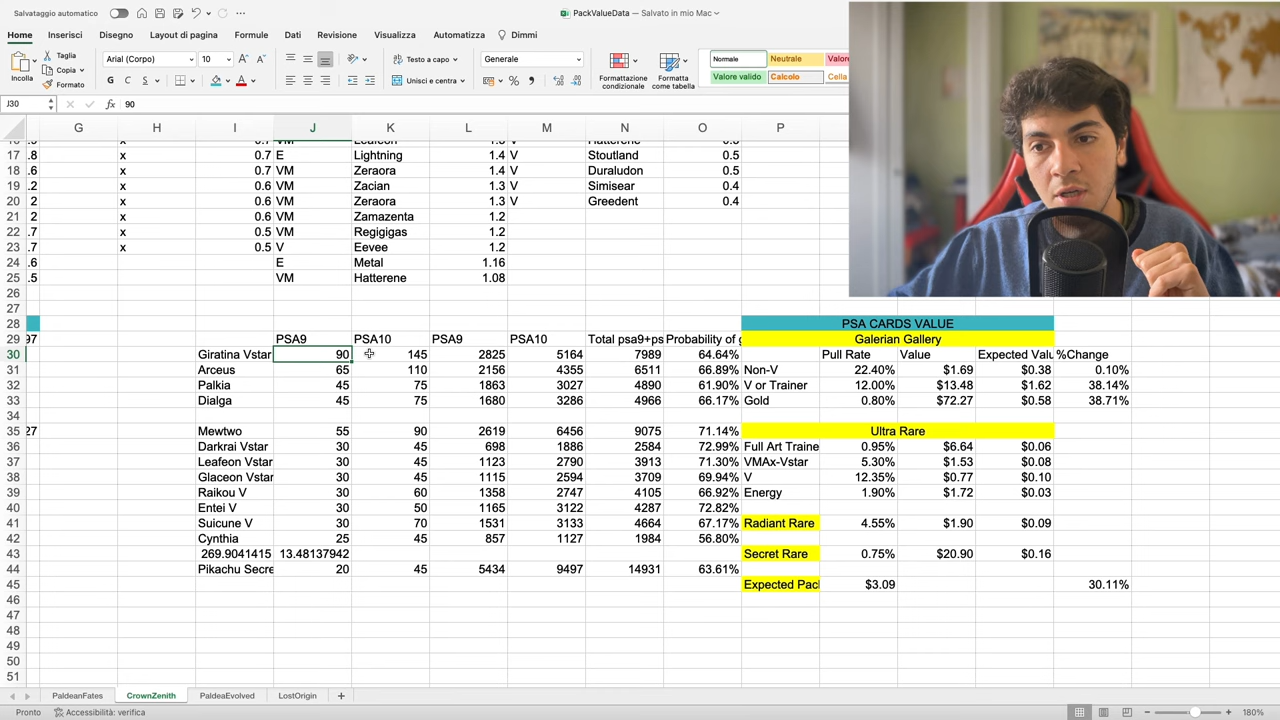 Salvataggio automatico
PackValueData — Salvato in mio Mac
Home Inserisci Disegno Layout di pagina Formule Dati Revisione Visualizza Automatizza Dimmi
Incolla
Taglia
Copia
Formato
Arial (Corpo) 10 A A
G C S
Testo a capo
Unisci e centra
Generale
Formattazione condizionale
Formatta come tabella
Normale Neutrale
Valore valido Calcolo
J30 fx 90
G H I J K L M N O P
17 .8 x 0.7 E Lightning 1.4 V Stoutland 0.5
18 .6 x 0.7 VM Zeraora 1.4 V Duraludon 0.5
19 .2 x 0.6 VM Zacian 1.3 V Simisear 0.4
20 2 x 0.6 VM Zeraora 1.3 V Greedent 0.4
21 2 x 0.6 VM Zamazenta 1.2
22 .7 x 0.5 VM Regigigas 1.2
23 .7 x 0.5 V Eevee 1.2
24 .6 E Metal 1.16
25 .5 VM Hatterene 1.08
26
27
28 PSA CARDS VALUE
29 97 PSA9 PSA10 PSA9 PSA10 Total psa9+ps Probability of g Galerian Gallery
30 Giratina Vstar 90 145 2825 5164 7989 64.64% Pull Rate Value Expected Valu %Change
31 Arceus 65 110 2156 4355 6511 66.89% Non-V 22.40% $1.69 $0.38 0.10%
32 Palkia 45 75 1863 3027 4890 61.90% V or Trainer 12.00% $13.48 $1.62 38.14%
33 Dialga 45 75 1680 3286 4966 66.17% Gold 0.80% $72.27 $0.58 38.71%
34
35 27 Mewtwo 55 90 2619 6456 9075 71.14% Ultra Rare
36 Darkrai Vstar 30 45 698 1886 2584 72.99% Full Art Traine 0.95% $6.64 $0.06
37 Leafeon Vstar 30 45 1123 2790 3913 71.30% VMAx-Vstar 5.30% $1.53 $0.08
38 Glaceon Vstar 30 45 1115 2594 3709 69.94% V 12.35% $0.77 $0.10
39 Raikou V 30 60 1358 2747 4105 66.92% Energy 1.90% $1.72 $0.03
40 Entei V 30 50 1165 3122 4287 72.82%
41 Suicune V 30 70 1531 3133 4664 67.17% Radiant Rare 4.55% $1.90 $0.09
42 Cynthia 25 45 857 1127 1984 56.80%
43 269.9041415 13.48137942 Secret Rare 0.75% $20.90 $0.16
44 Pikachu Secre 20 45 5434 9497 14931 63.61%
45 Expected Pac $3.09 30.11%
46
47
48
49
50
51
PaldeanFates CrownZenith PaldeaEvolved LostOrigin +
Pronto Accessibilità: verifica 180%